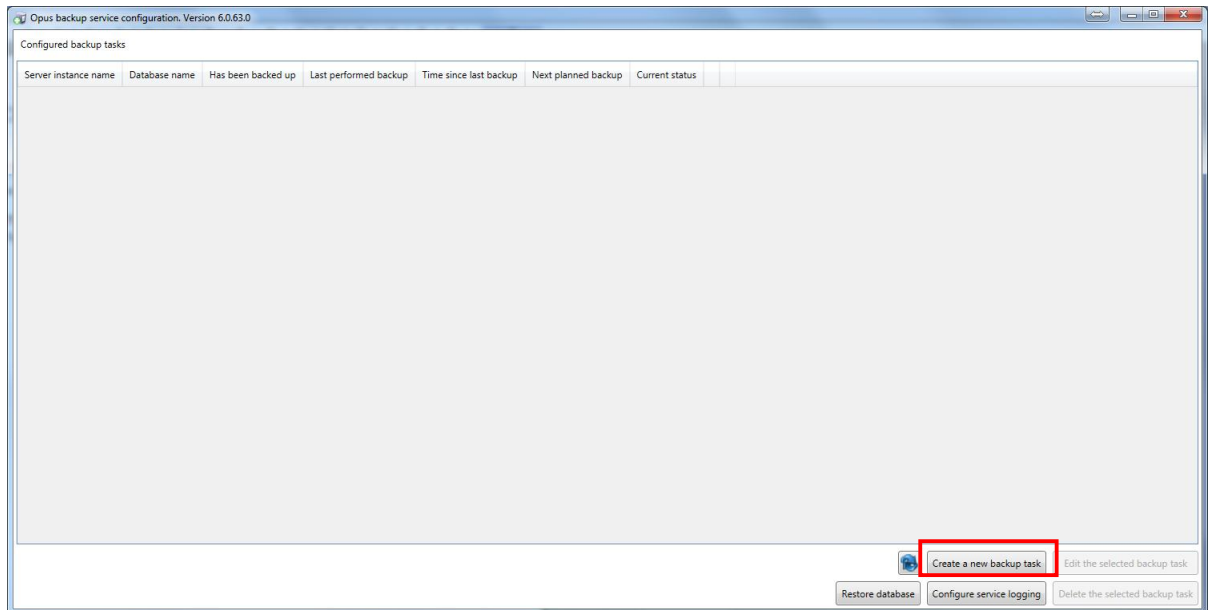 Opus backup service configuration. Version 6.0.63.0
Configured backup tasks
Server instance name Database name Has been backed up Last performed backup Time since last backup Next planned backup Current status
Create a new backup task Edit the selected backup task
Restore database Configure service logging Delete the selected backup task